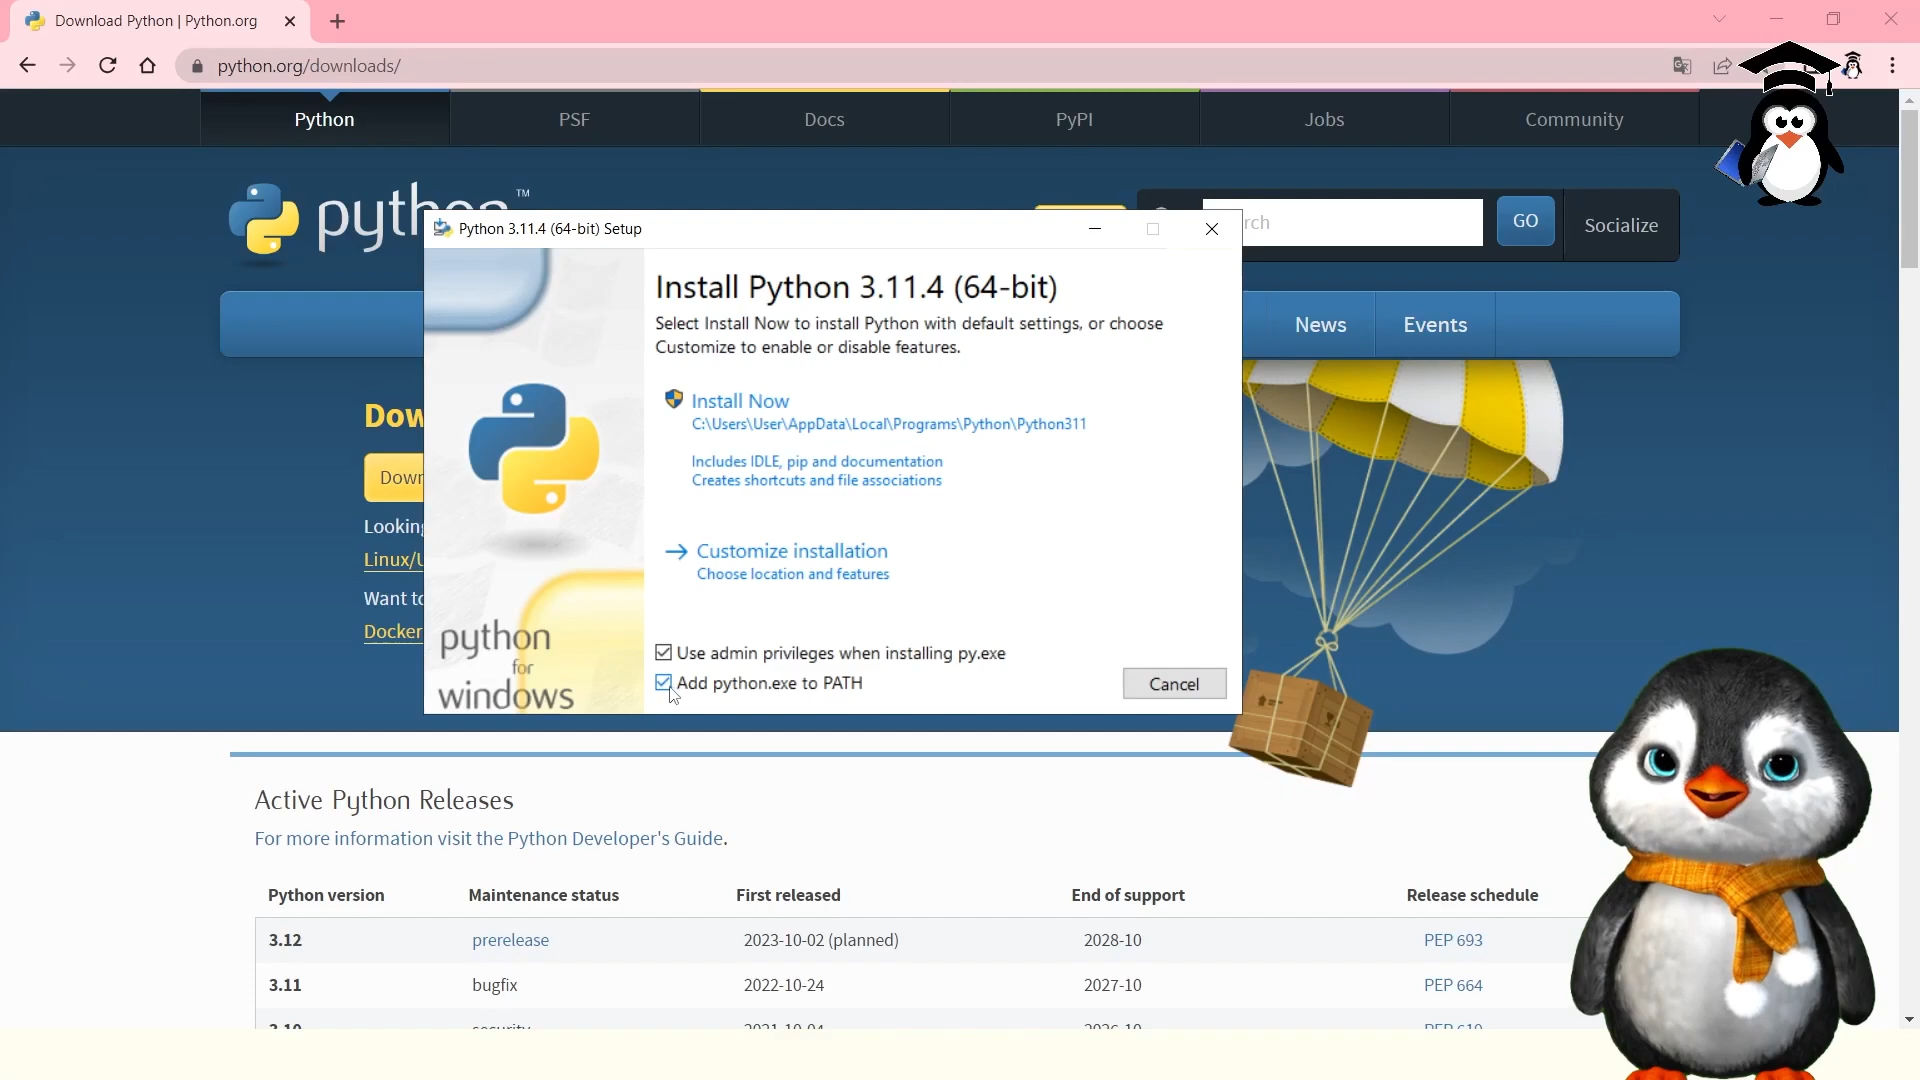 Download Python | Python.org
python.org/downloads/
Python
PSF
Docs
PyPI
Jobs
Community
TM
GO
Socialize
News
Events
Python 3.11.4 (64-bit) Setup
Install Python 3.11.4 (64-bit)
Select Install Now to install Python with default settings, or choose
Customize to enable or disable features.
Install Now
C:\Users\User\AppData\Local\Programs\Python\Python311
Includes IDLE, pip and documentation
Creates shortcuts and file associations
Customize installation
Choose location and features
Use admin privileges when installing py.exe
Add python.exe to PATH
Cancel
python
for
windows
Want
Docker
Active Python Releases
For more information visit the Python Developer's Guide.
Python version Maintenance status First released End of support Release schedule
3.12 prerelease 2023-10-02 (planned) 2028-10 PEP 693
3.11 bugfix 2022-10-24 2027-10 PEP 664